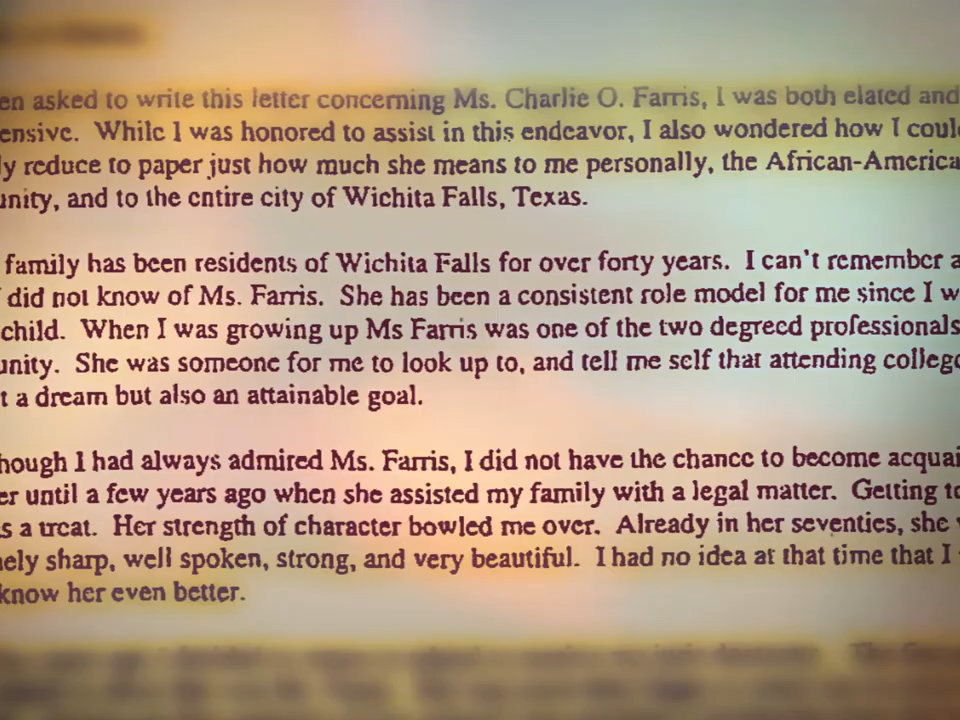 en asked to write this letter concerning Ms. Charlie O. Farris, I was both elated and
ensive. While I was honored to assist in this endeavor, I also wondered how I coul
ly reduce to paper just how much she means to me personally, the African-America
unity, and to the entire city of Wichita Falls, Texas.
family has been residents of Wichita Falls for over forty years. I can't remember a
did not know of Ms. Farris. She has been a consistent role model for me since I w
child. When I was growing up Ms Farris was one of the two degreed professionals
unity. She was someone for me to look up to, and tell me self that attending colleg
t a dream but also an attainable goal.
hough I had always admired Ms. Farris, I did not have the chance to become acquai
er until a few years ago when she assisted my family with a legal matter. Getting to
s a treat. Her strength of character bowled me over. Already in her seventies, she
nely sharp, well spoken, strong, and very beautiful. I had no idea at that time that I
know her even better.